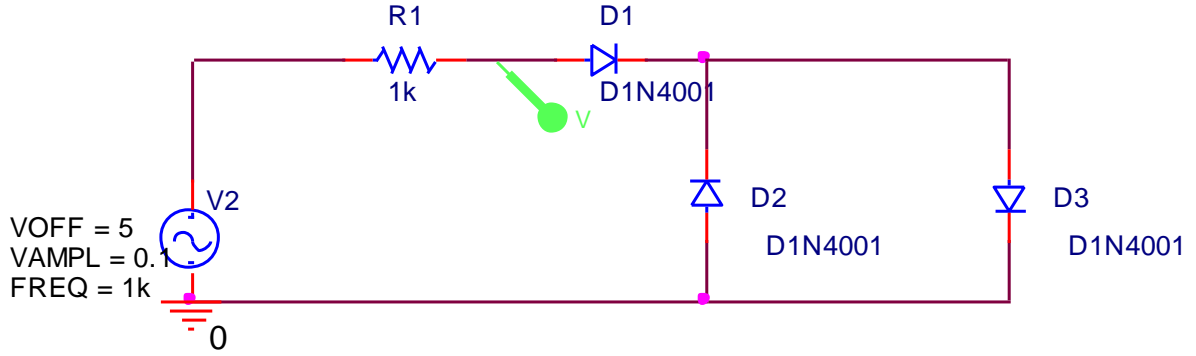 R1
D1
1k
D1N4001
V
V2
VOFF = 5
VAMPL = 0.1
FREQ = 1k
D2
D3
D1N4001
D1N4001
0